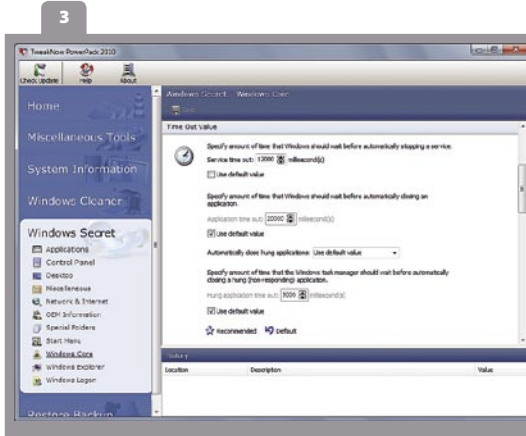 3
TweakNow PowerPack 2010
Check Update Help About
Home
Miscellaneous Tools
System Information
Windows Cleaner
Windows Secret
Applications
Control Panel
Desktop
Miscellaneous
Network & Internet
OEM Information
Special Folders
Start Menu
Windows Core
Windows Explorer
Windows Logon
Restore Backup
Windows Secret Windows Core
Time Out Value
Specify amount of time that Windows should wait before automatically stopping a service.
Service time out: 12000 millisecond(s)
Use default value
Specify amount of time that Windows should wait before automatically closing an
application.
Application time out: 20000 millisecond(s)
Use default value
Automatically close hung applications: Use default value
Specify amount of time that the Windows task manager should wait before automatically
closing a hung (non-responding) application.
Hung application time out: 5000 millisecond(s)
Use default value
Recommended Default
Location Description Value